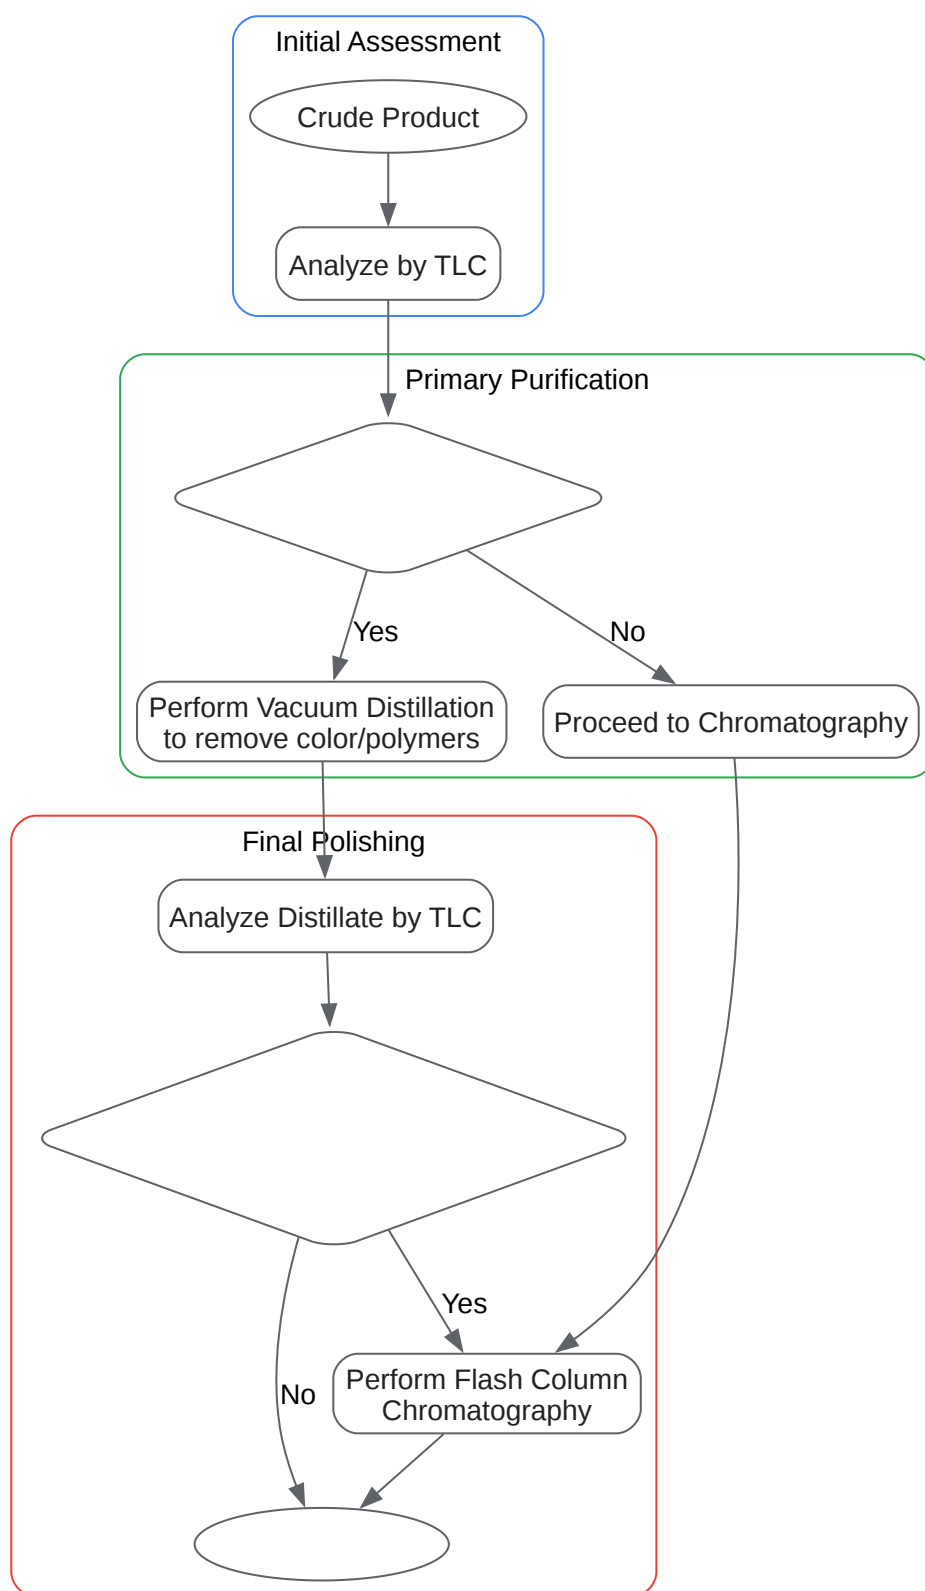 Initial Assessment
Crude Product
Analyze by TLC
Primary Purification
Yes
No
Perform Vacuum Distillation
to remove color/polymers
Proceed to Chromatography
Final Polishing
Analyze Distillate by TLC
Yes
No
Perform Flash Column
Chromatography